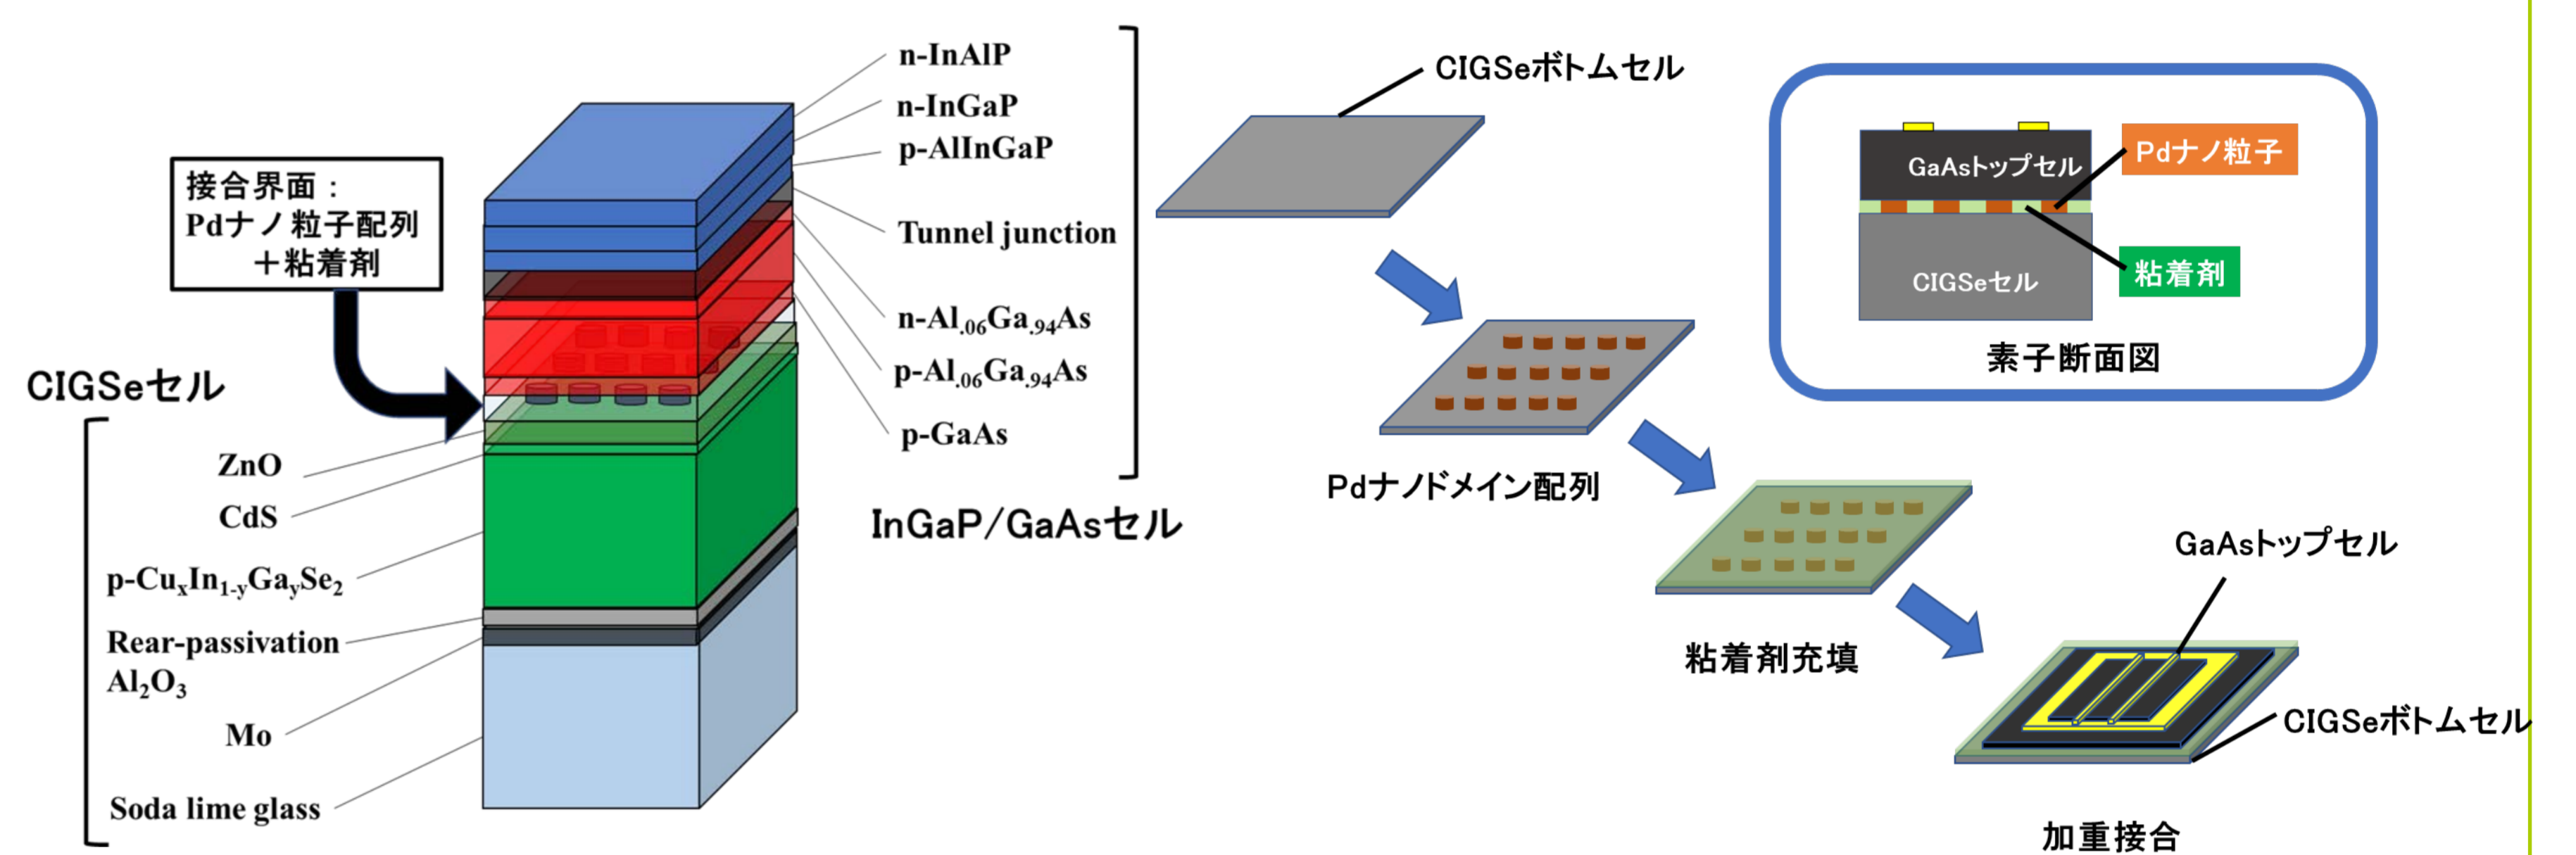 接合界面：
Pdナノ粒子配列
＋粘着剤
CIGSeセル
ZnO
CdS
p-CuxIn1-yGaySe2
Rear-passivation
Al2O3
Mo
Soda lime glass
n-InAlP
n-InGaP
p-AlInGaP
Tunnel junction
n-Al.06Ga.94As
p-Al.06Ga.94As
p-GaAs
InGaP/GaAsセル
CIGSeボトムセル
Pdナノドメイン配列
粘着剤充填
GaAsトップセル
CIGSeボトムセル
加重接合
GaAsトップセル
Pdナノ粒子
粘着剤
CIGSeセル
素子断面図